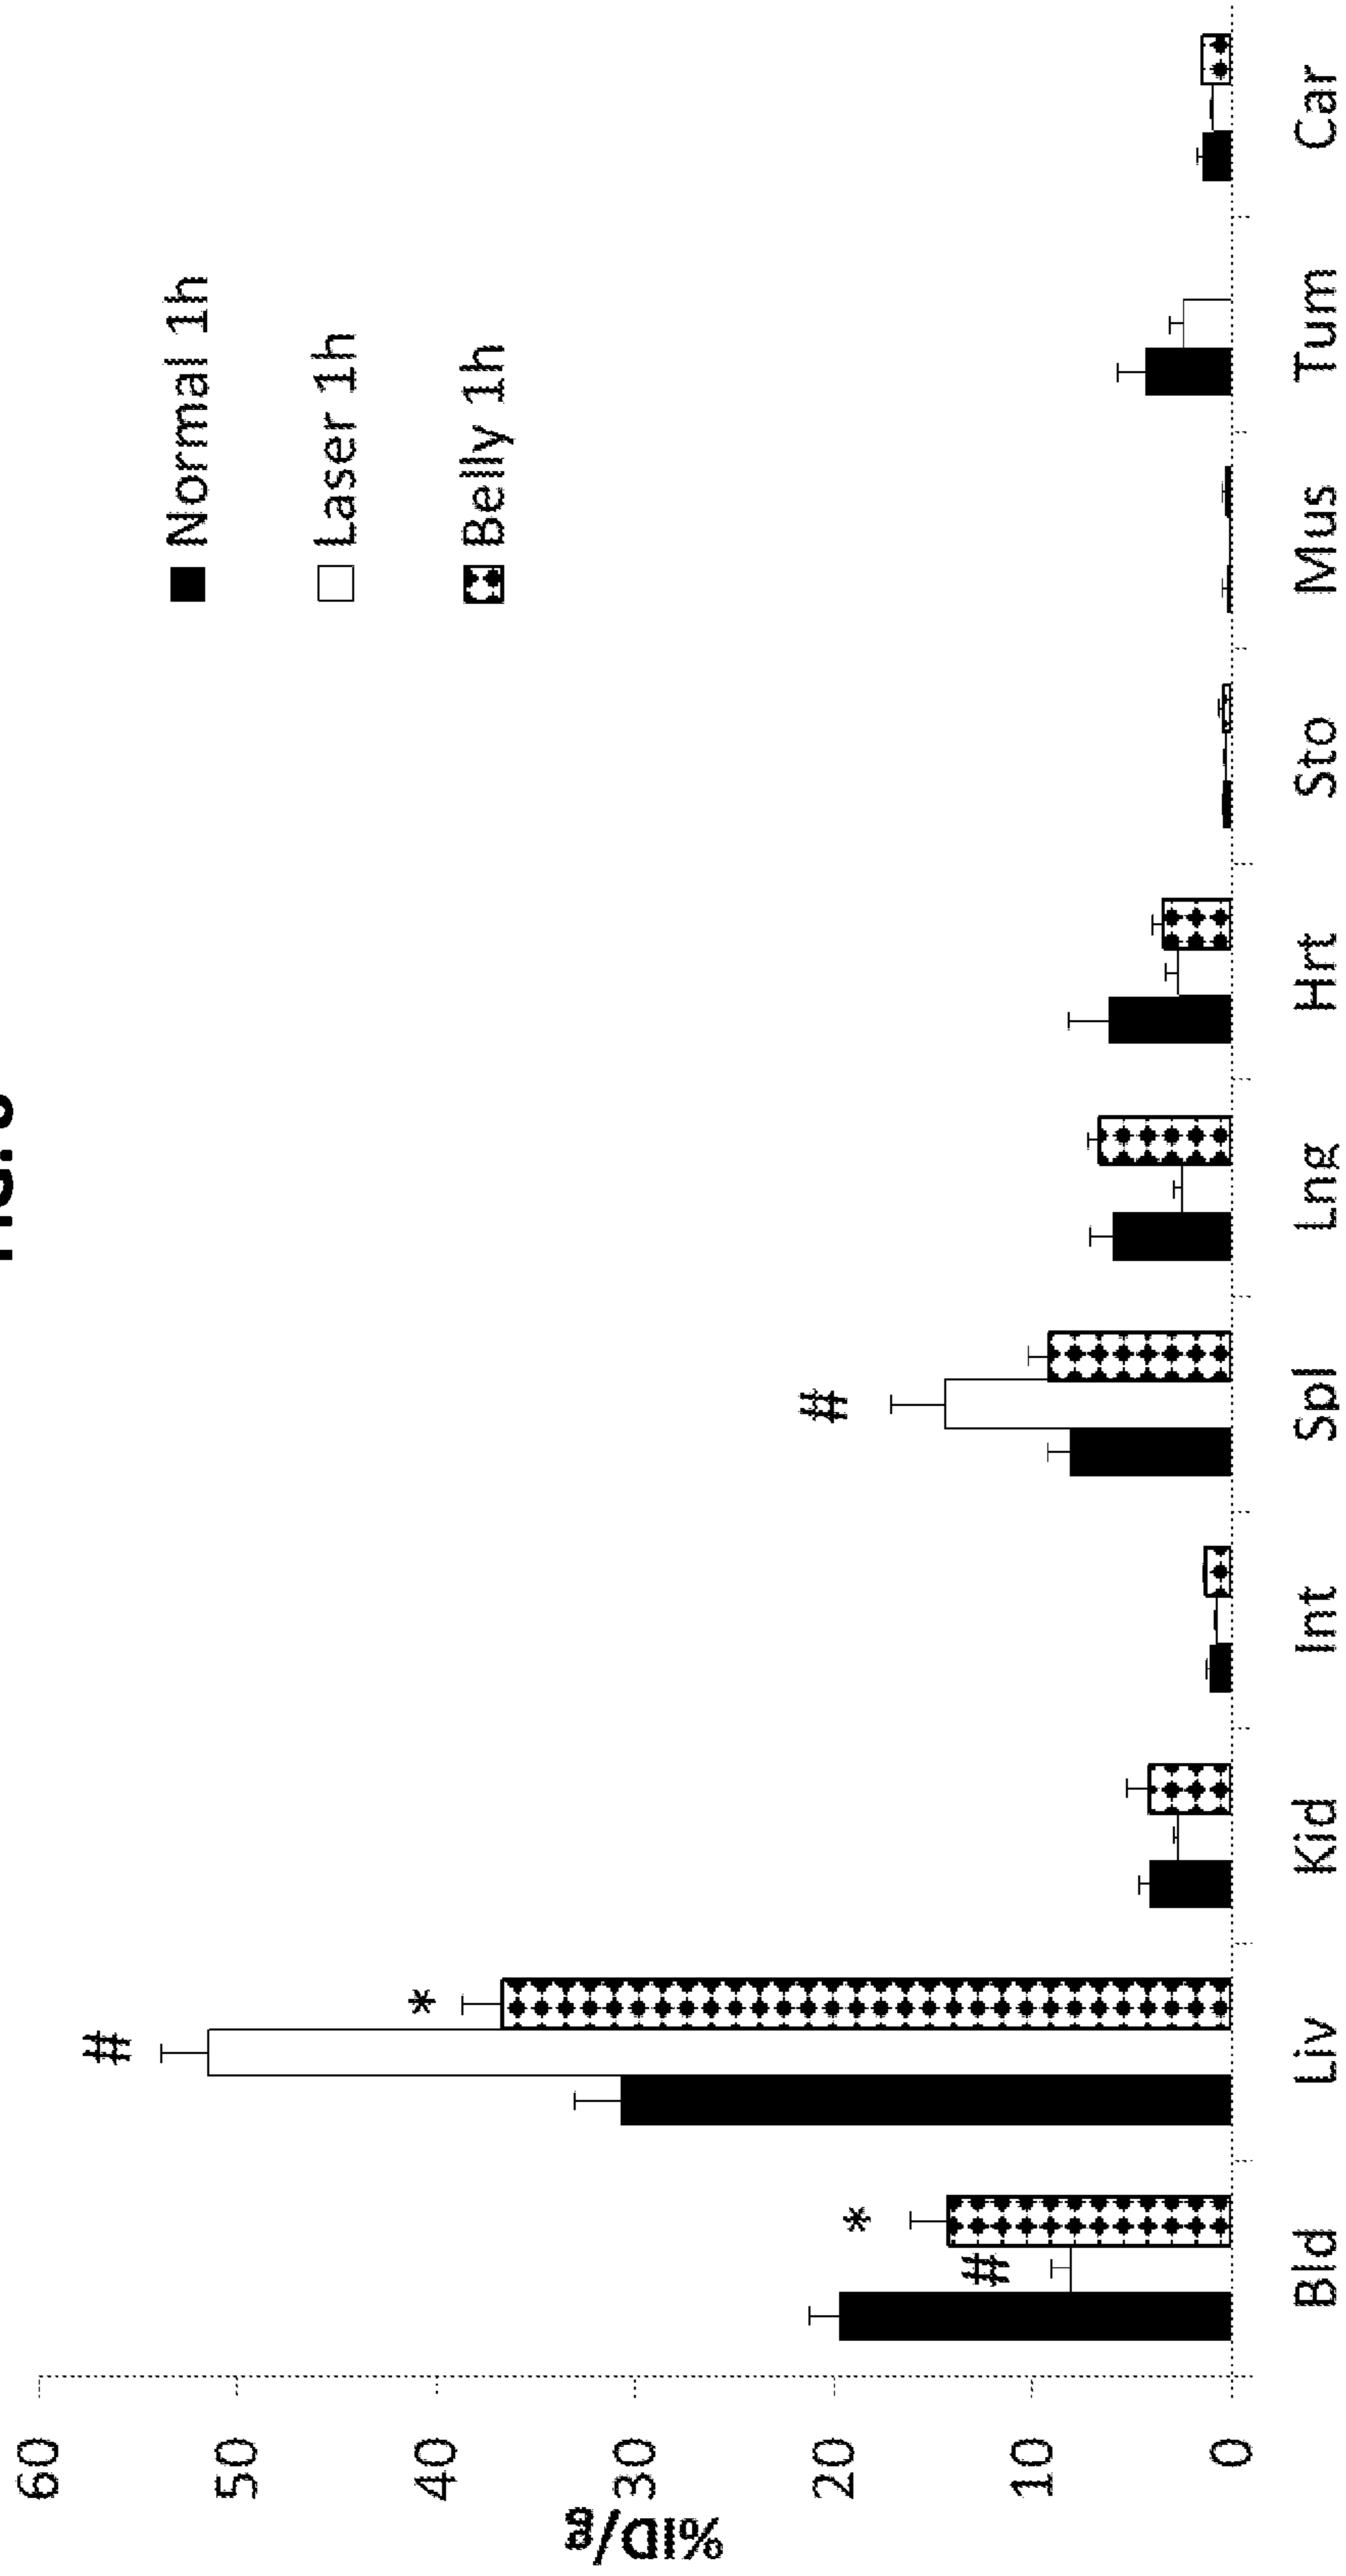 Normal 1h
Laser 1h
Belly 1h
%ID/g
60
50
40
30
20
10
0
#
*
#
*
#
Bld
Liv
Kid
Int
Spl
Lng
Hrt
Sto
Mus
Tum
Car